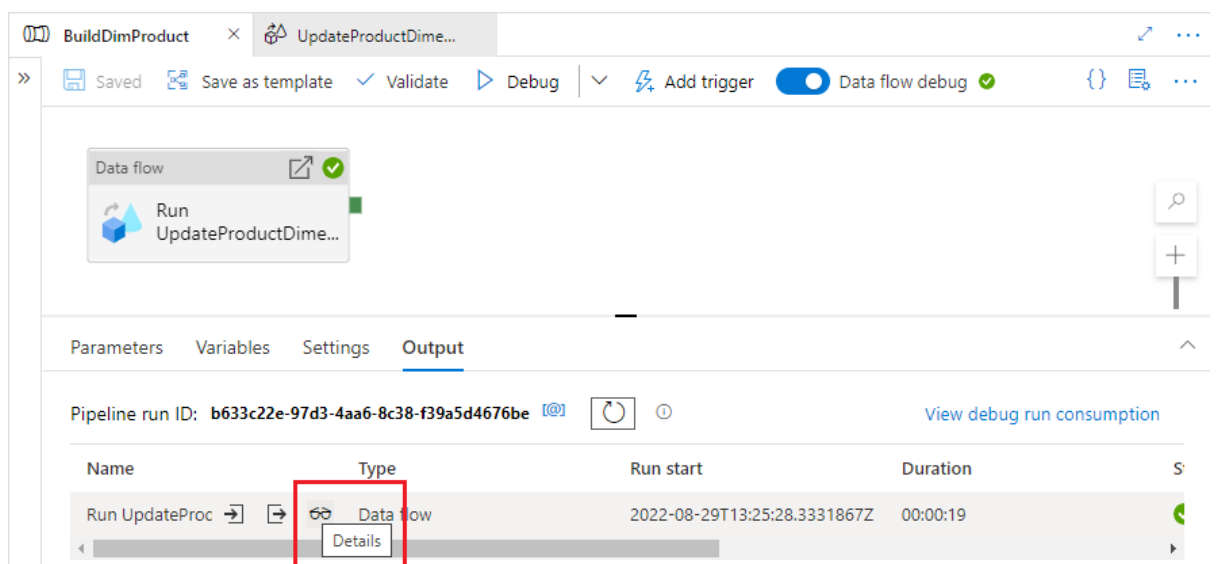 BuildDimProduct UpdateProductDime...
Saved Save as template Validate Debug Add trigger Data flow debug
Data flow
Run
UpdateProductDime...
Parameters Variables Settings Output
Pipeline run ID: b633c22e-97d3-4aa6-8c38-f39a5d4676be [@] View debug run consumption
Name Type Run start Duration
Run UpdateProc Data flow 2022-08-29T13:25:28.3331867Z 00:00:19
Details